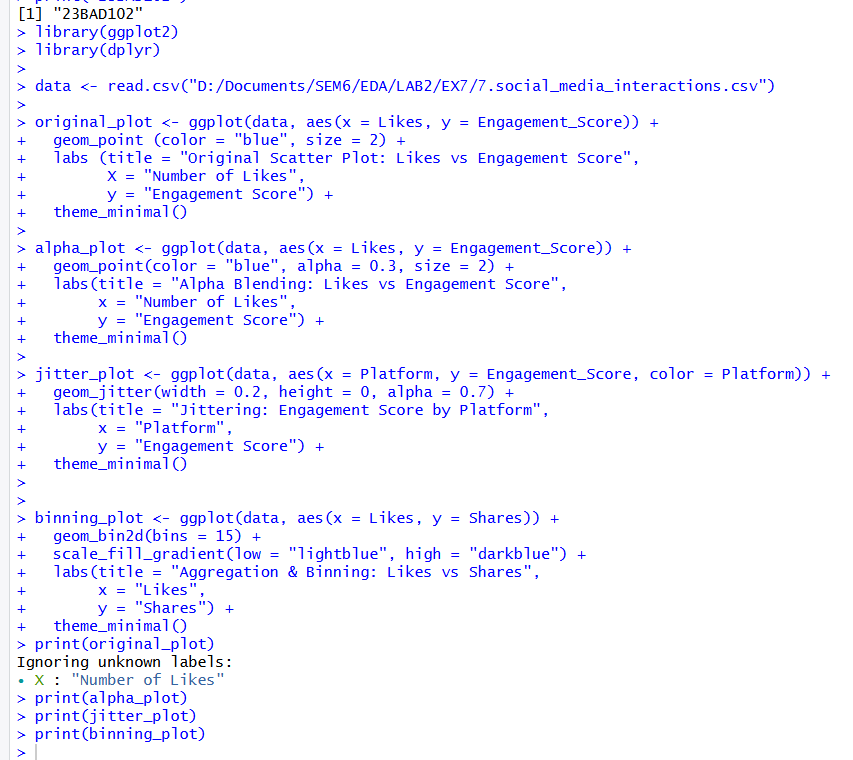 [1] "23BAD102"
> library(ggplot2)
> library(dplyr)
>
> data <- read.csv("D:/Documents/SEM6/EDA/LAB2/EX7/7.social_media_interactions.csv")
>
> original_plot <- ggplot(data, aes(x = Likes, y = Engagement_Score)) +
+   geom_point (color = "blue", size = 2) +
+   labs (title = "Original Scatter Plot: Likes vs Engagement Score",
+         X = "Number of Likes",
+         y = "Engagement Score") +
+   theme_minimal()
>
> alpha_plot <- ggplot(data, aes(x = Likes, y = Engagement_Score)) +
+   geom_point(color = "blue", alpha = 0.3, size = 2) +
+   labs(title = "Alpha Blending: Likes vs Engagement Score",
+        x = "Number of Likes",
+        y = "Engagement Score") +
+   theme_minimal()
>
> jitter_plot <- ggplot(data, aes(x = Platform, y = Engagement_Score, color = Platform)) +
+   geom_jitter(width = 0.2, height = 0, alpha = 0.7) +
+   labs(title = "Jittering: Engagement Score by Platform",
+        x = "Platform",
+        y = "Engagement Score") +
+   theme_minimal()
>
>
> binning_plot <- ggplot(data, aes(x = Likes, y = Shares)) +
+   geom_bin2d(bins = 15) +
+   scale_fill_gradient(low = "lightblue", high = "darkblue") +
+   labs(title = "Aggregation & Binning: Likes vs Shares",
+        x = "Likes",
+        y = "Shares") +
+   theme_minimal()
> print(original_plot)
Ignoring unknown labels:
• X : "Number of Likes"
> print(alpha_plot)
> print(jitter_plot)
> print(binning_plot)
>